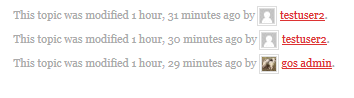 This topic was modified 1 hour, 31 minutes ago by testuser2.
This topic was modified 1 hour, 30 minutes ago by testuser2.
This topic was modified 1 hour, 29 minutes ago by gos admin.